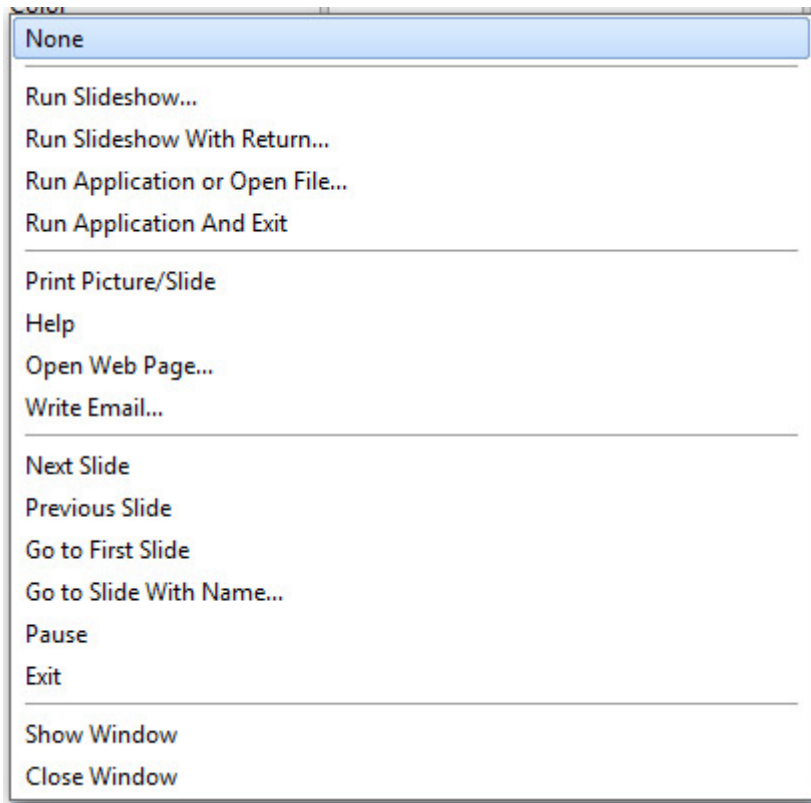 Color
None
Run Slideshow...
Run Slideshow With Return...
Run Application or Open File...
Run Application And Exit
Print Picture/Slide
Help
Open Web Page...
Write Email...
Next Slide
Previous Slide
Go to First Slide
Go to Slide With Name...
Pause
Exit
Show Window
Close Window